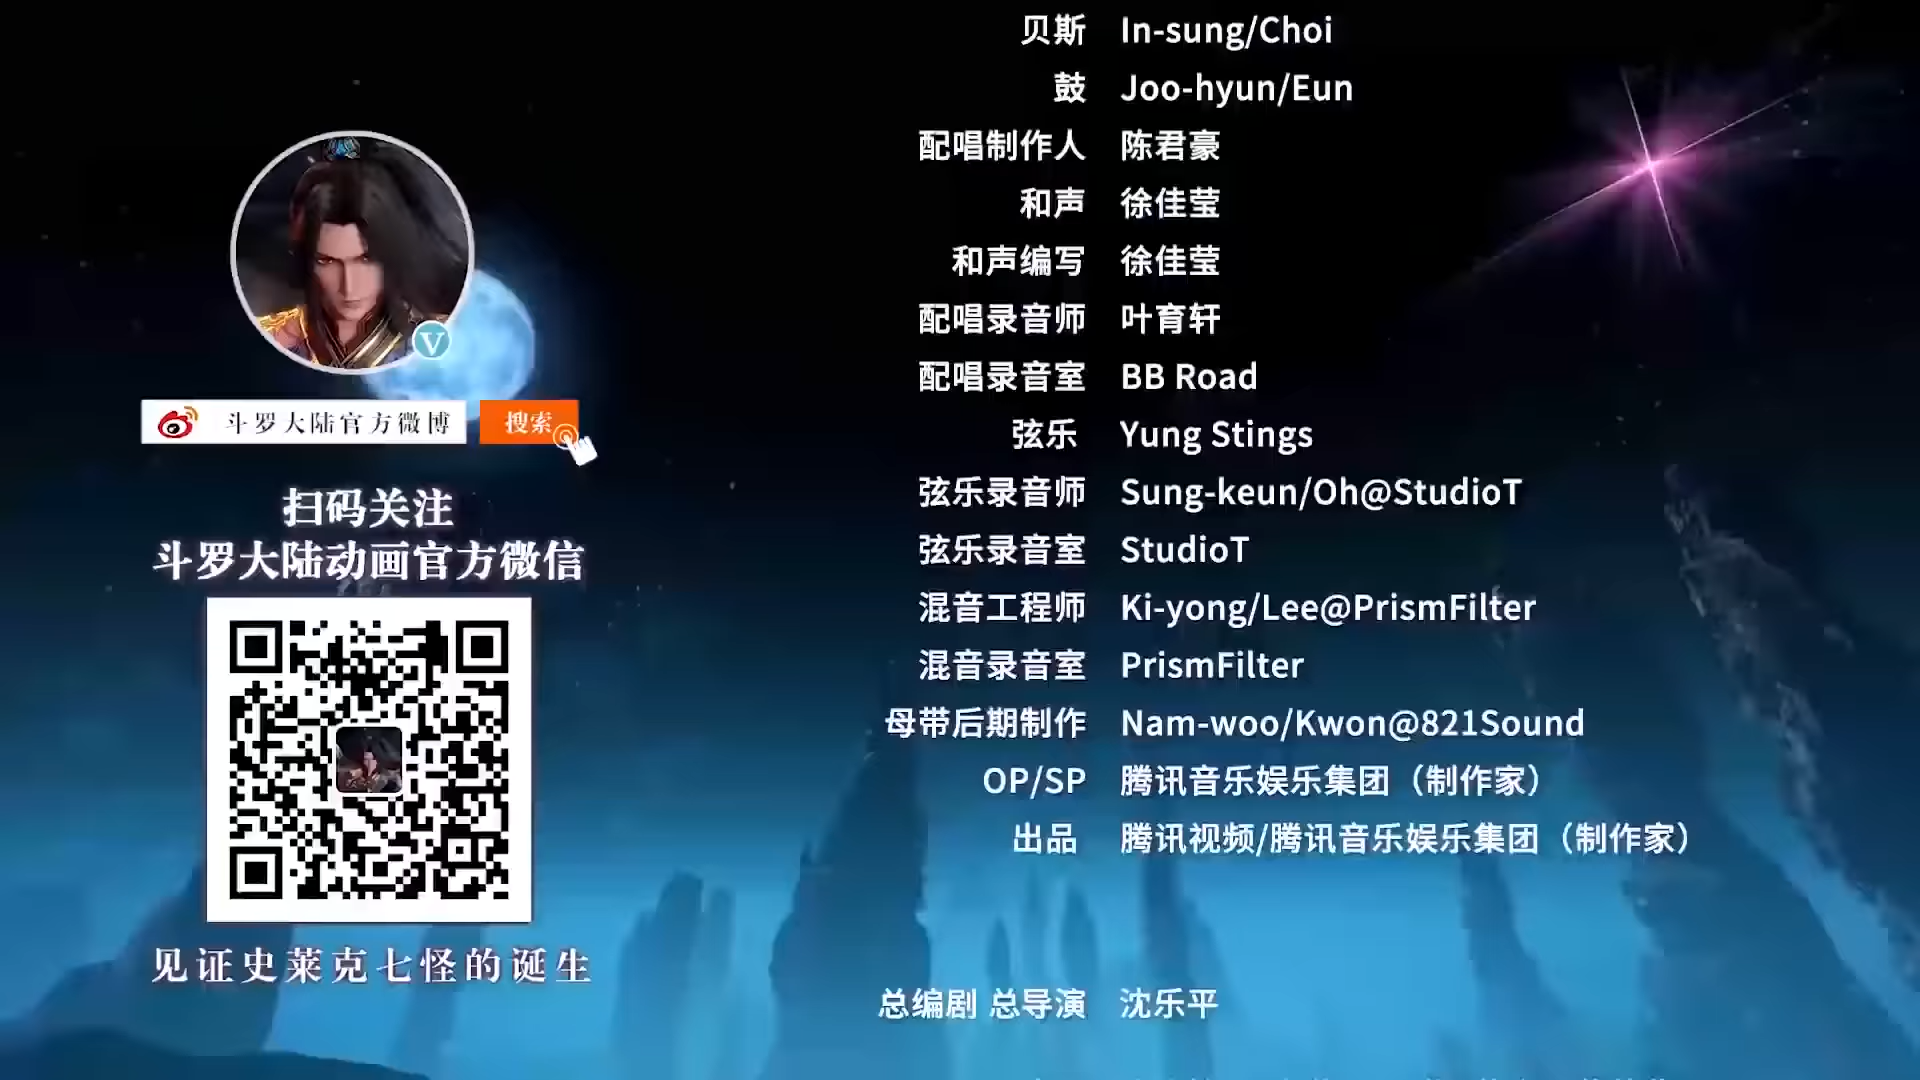 斗罗大陆官方微博 搜索
扫码关注
斗罗大陆动画官方微信
见证史莱克七怪的诞生
贝斯 In-sung/Choi
鼓 Joo-hyun/Eun
配唱制作人 陈君豪
和声 徐佳莹
和声编写 徐佳莹
配唱录音师 叶育轩
配唱录音室 BB Road
弦乐 Yung Stings
弦乐录音师 Sung-keun/Oh@StudioT
弦乐录音室 StudioT
混音工程师 Ki-yong/Lee@PrismFilter
混音录音室 PrismFilter
母带后期制作 Nam-woo/Kwon@821Sound
OP/SP 腾讯音乐娱乐集团（制作家）
出品 腾讯视频/腾讯音乐娱乐集团（制作家）
总编剧 总导演 沈乐平